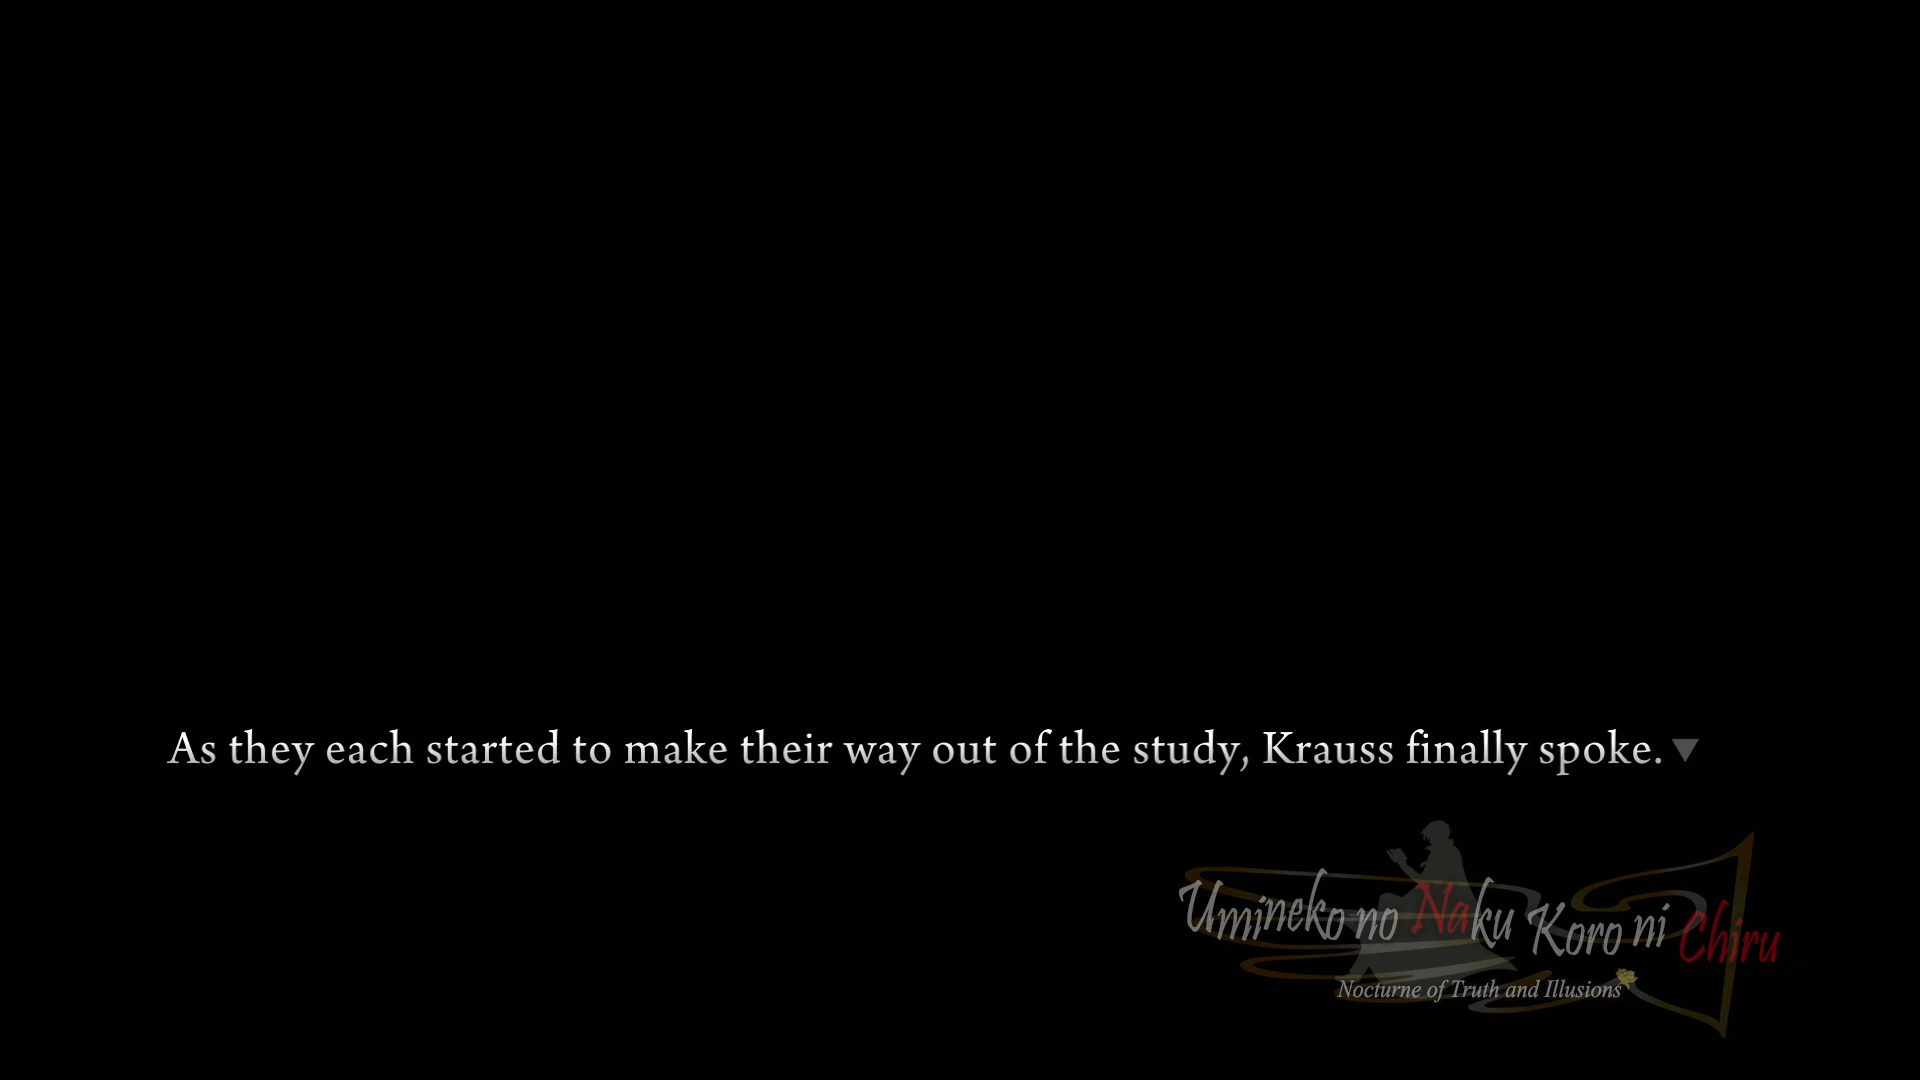 As they each started to make their way out of the study, Krauss finally spoke.
Umineko no Naku Koro ni Chiru
Nocturne of Truth and Illusions